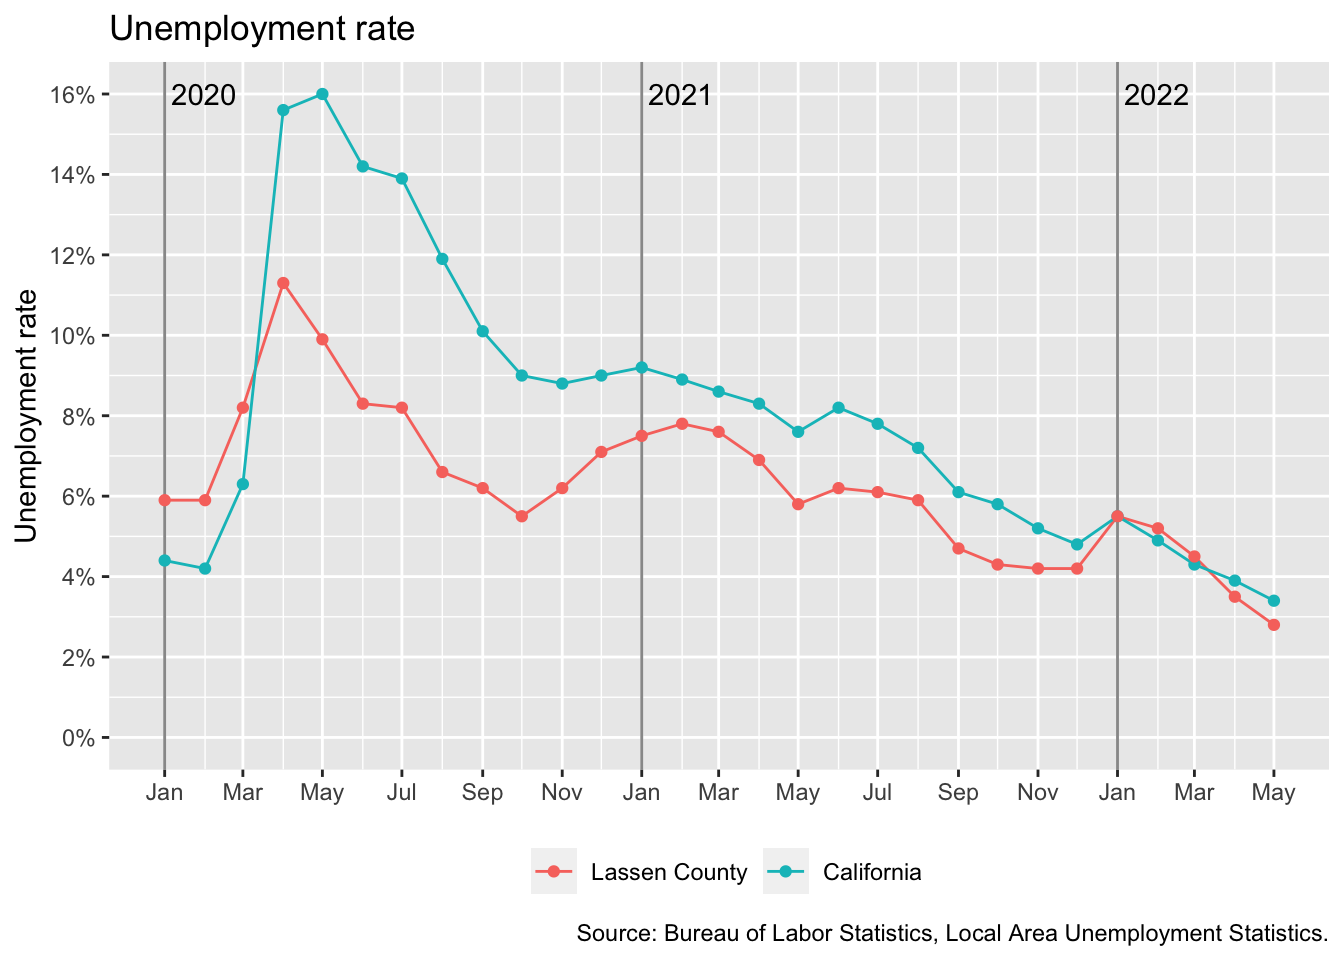 Unemployment rate
2020 2021 2022
16%
14%
12%
10%
8%
6%
4%
2%
0%
Unemployment rate
Jan Mar May Jul Sep Nov Jan Mar May Jul Sep Nov Jan Mar May
Lassen County California
Source: Bureau of Labor Statistics, Local Area Unemployment Statistics.